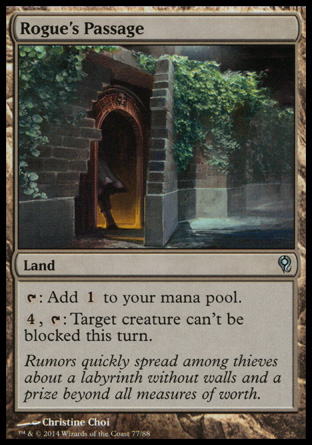 Rogue's Passage
Land
: Add 1 to your mana pool.
4, : Target creature can't be
blocked this turn.
Rumors quickly spread among thieves
about a labyrinth without walls and a
prize beyond all measures of worth.
Christine Choi
™ & © 2014 Wizards of the Coast 77/88